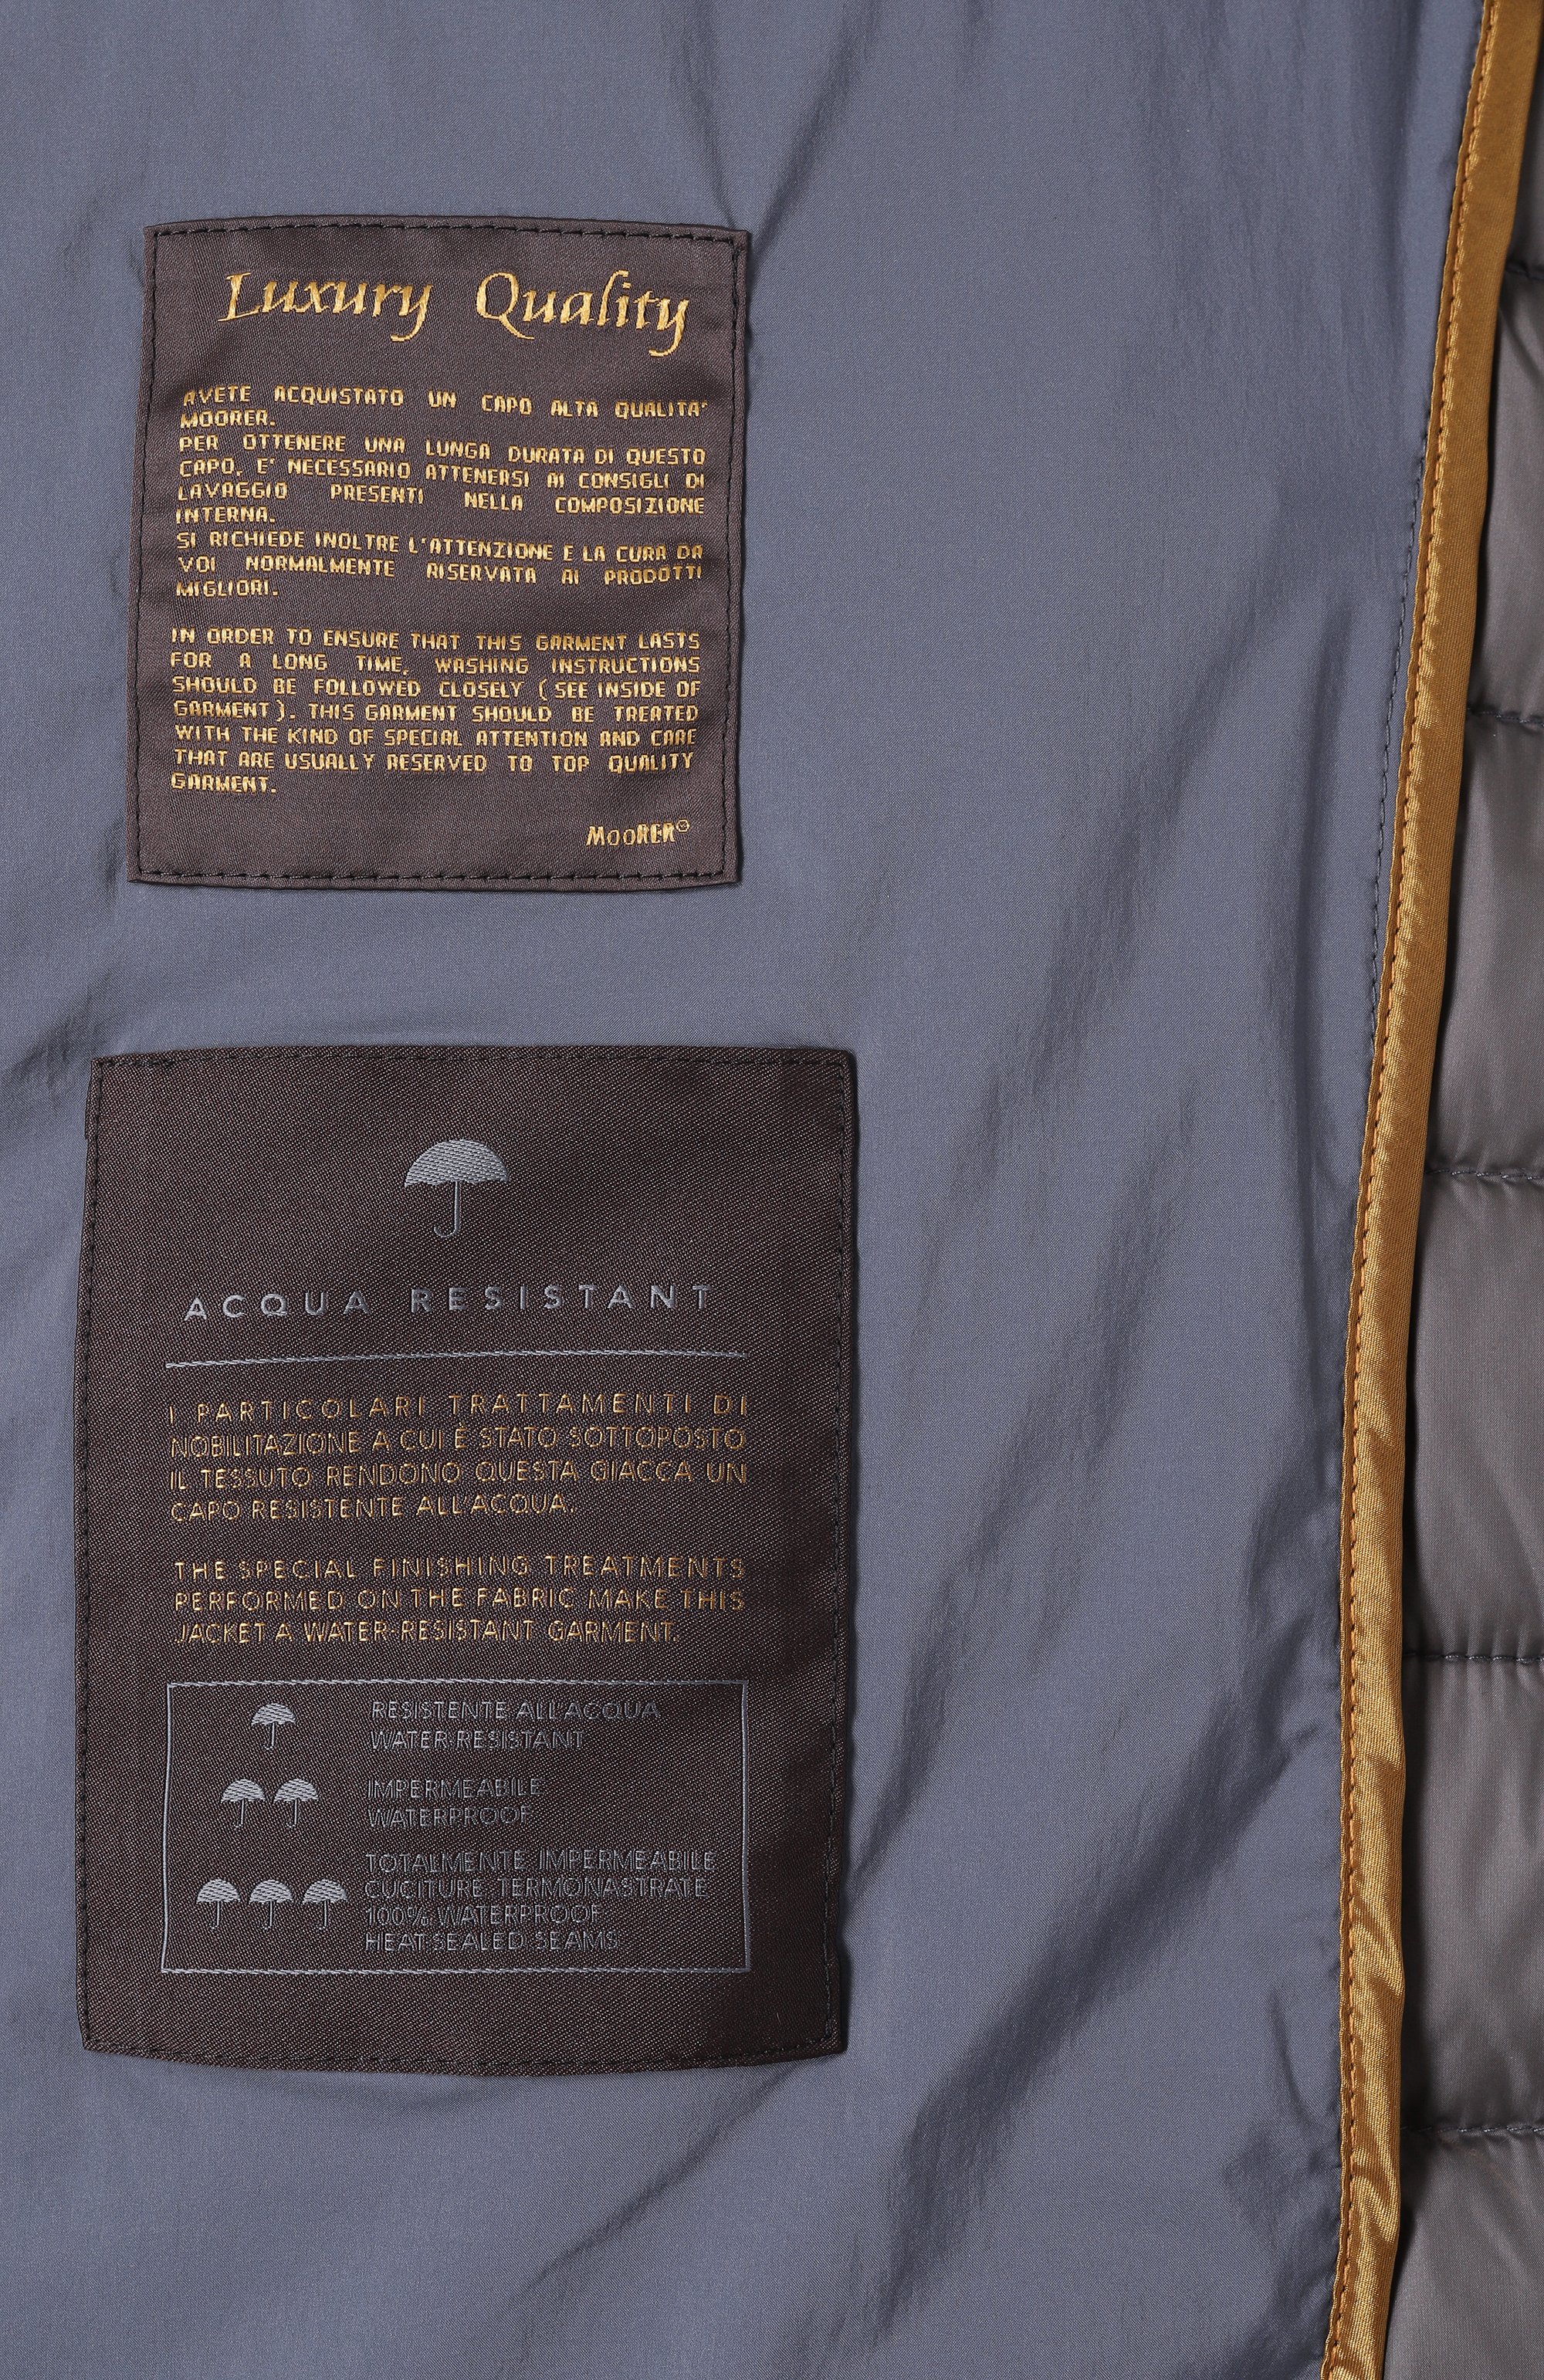 Luxury Quality
AVETE ACQUISTATO UN CAPO ALTA QUALITA'
MOORER.
PER OTTENERE UNA LUNGA DURATA DI QUESTO
CAPO, E' NECESSARIO ATTENERSI AI CONSIGLI DI
LAVAGGIO PRESENTI NELLA COMPOSIZIONE
INTERNA.
SI RICHIEDE INOLTRE L'ATTENZIONE E LA CURA DA
VOI NORMALMENTE RISERVATA AI PRODOTTI
MIGLIORI.
IN ORDER TO ENSURE THAT THIS GARMENT LASTS
FOR A LONG TIME, WASHING INSTRUCTIONS
SHOULD BE FOLLOWED CLOSELY (SEE INSIDE OF
GARMENT). THIS GARMENT SHOULD BE TREATED
WITH THE KIND OF SPECIAL ATTENTION AND CARE
THAT ARE USUALLY RESERVED TO TOP QUALITY
GARMENT.
MOORER®
ACQUA RESISTANT
I PARTICOLARI TRATTAMENTI DI
NOBILITAZIONE A CUI È STATO SOTTOPOSTO
IL TESSUTO RENDONO QUESTA GIACCA UN
CAPO RESISTENTE ALL'ACQUA.
THE SPECIAL FINISHING TREATMENTS
PERFORMED ON THE FABRIC MAKE THIS
JACKET A WATER-RESISTANT GARMENT.
RESISTENTE ALL'ACQUA
WATER-RESISTANT
IMPERMEABILE
WATERPROOF
TOTALMENTE IMPERMEABILE
CUCITURE TERMONASTRATE
100% WATERPROOF
HEAT-SEALED SEAMS